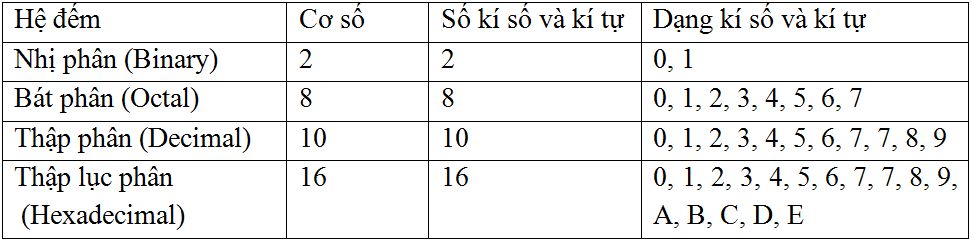 Hệ đếm Cơ số Số kí số và kí tự Dạng kí số và kí tự
Nhị phân (Binary) 2 2 0, 1
Bát phân (Octal) 8 8 0, 1, 2, 3, 4, 5, 6, 7
Thập phân (Decimal) 10 10 0, 1, 2, 3, 4, 5, 6, 7, 7, 8, 9
Thập lục phân 16 16 0, 1, 2, 3, 4, 5, 6, 7, 7, 8, 9,
(Hexadecimal) A, B, C, D, E